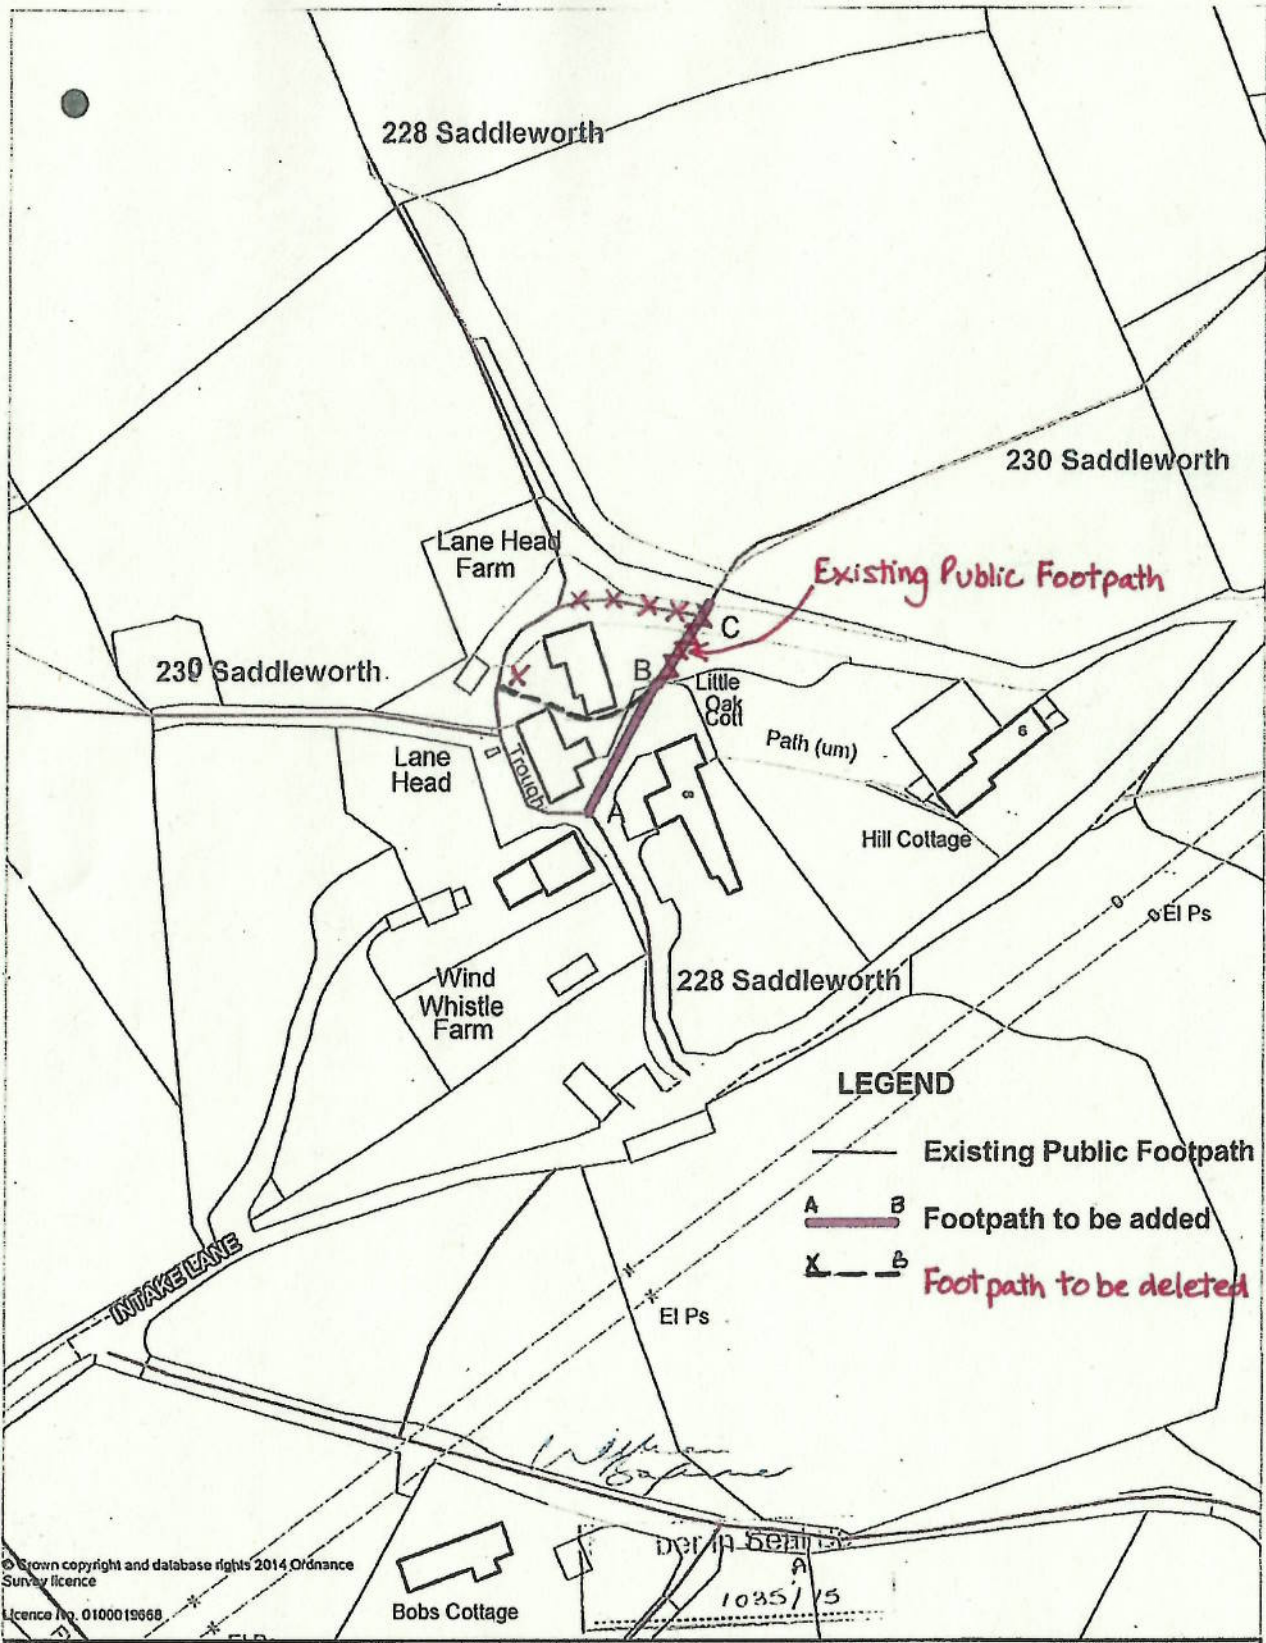 228 Saddleworth
230 Saddleworth
Lane Head
Farm
Existing Public Footpath
X X X X X
C
X
230 Saddleworth
B
Little
Oak
Cott
Path (um)
Lane
Head
Trough
A
Hill Cottage
El Ps
Wind
Whistle
Farm
228 Saddleworth
LEGEND
Existing Public Footpath
A B Footpath to be added
X B Footpath to be deleted
INTAKE LANE
El Ps
A
1035/15
© Crown copyright and database rights 2014 Ordnance
Survey licence
Licence No. 0100019668
Bobs Cottage